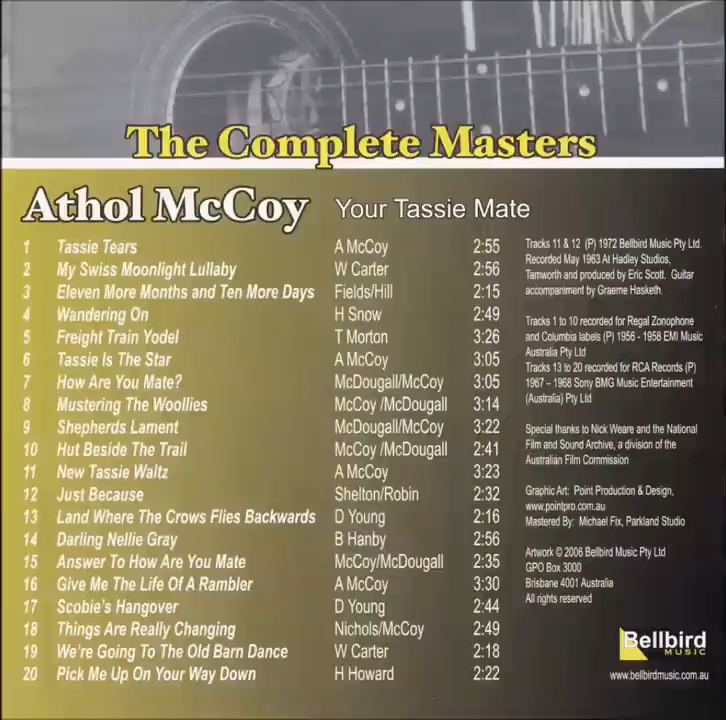 The Complete Masters
Athol McCoy Your Tassie Mate
1 Tassie Tears A McCoy 2:55
2 My Swiss Moonlight Lullaby W Carter 2:56
3 Eleven More Months and Ten More Days Fields/Hill 2:15
4 Wandering On H Snow 2:49
5 Freight Train Yodel T Morton 3:26
6 Tassie Is The Star A McCoy 3:05
7 How Are You Mate? McDougall/McCoy 3:05
8 Mustering The Woollies McCoy /McDougall 3:14
9 Shepherds Lament McDougall/McCoy 3:22
10 Hut Beside The Trail McCoy /McDougall 2:41
11 New Tassie Waltz A McCoy 3:23
12 Just Because Shelton/Robin 2:32
13 Land Where The Crows Flies Backwards D Young 2:16
14 Darling Nellie Gray B Hanby 2:56
15 Answer To How Are You Mate McCoy/McDougall 2:35
16 Give Me The Life Of A Rambler A McCoy 3:30
17 Scobie's Hangover D Young 2:44
18 Things Are Really Changing Nichols/McCoy 2:49
19 We're Going To The Old Barn Dance W Carter 2:18
20 Pick Me Up On Your Way Down H Howard 2:22
Tracks 11 & 12 (P) 1972 Bellbird Music Pty Ltd.
Recorded May 1963 At Hadley Studios,
Tamworth and produced by Eric Scott. Guitar
accompaniment by Graeme Hasketh.
Tracks 1 to 10 recorded for Regal Zonophone
and Columbia labels (P) 1956 - 1958 EMI Music
Australia Pty Ltd
Tracks 13 to 20 recorded for RCA Records (P)
1967 – 1968 Sony BMG Music Entertainment
(Australia) Pty Ltd
Special thanks to Nick Weare and the National
Film and Sound Archive, a division of the
Australian Film Commission
Graphic Art: Point Production & Design,
www.pointpro.com.au
Mastered By: Michael Fix, Parkland Studio
Artwork © 2006 Bellbird Music Pty Ltd
GPO Box 3000
Brisbane 4001 Australia
All rights reserved
Bellbird
MUSIC
www.bellbirdmusic.com.au